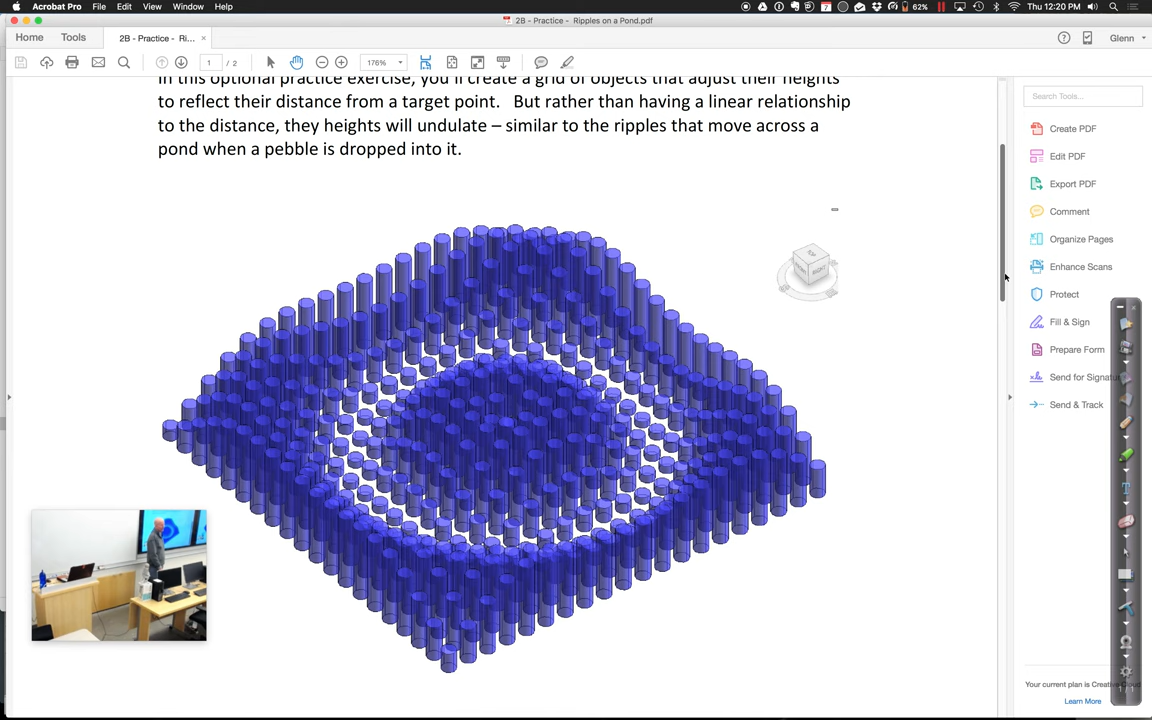 Acrobat Pro File Edit View Window Help
7 62% Thu 12:20 PM
2B - Practice - Ripples on a Pond.pdf
Home Tools 2B - Practice - Ri... ×
Glenn
1 / 2 176%
In this optional practice exercise, you'll create a grid of objects that adjust their heights
to reflect their distance from a target point. But rather than having a linear relationship
to the distance, they heights will undulate – similar to the ripples that move across a
pond when a pebble is dropped into it.
RIGHT
Search Tools...
Create PDF
Edit PDF
Export PDF
Comment
Organize Pages
Enhance Scans
Protect
Fill & Sign
Prepare Form
Send for Signatu
Send & Track
Your current plan is Creative Cloud
Learn More